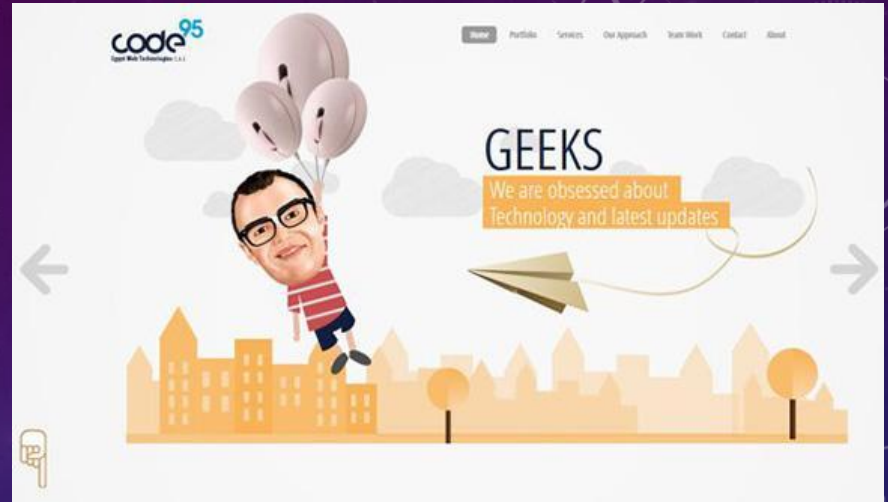 code95
Egypt Web Technologies S.A.E
Home Portfolio Services Our Approach Team Work Contact About
GEEKS
We are obsessed about
Technology and latest updates